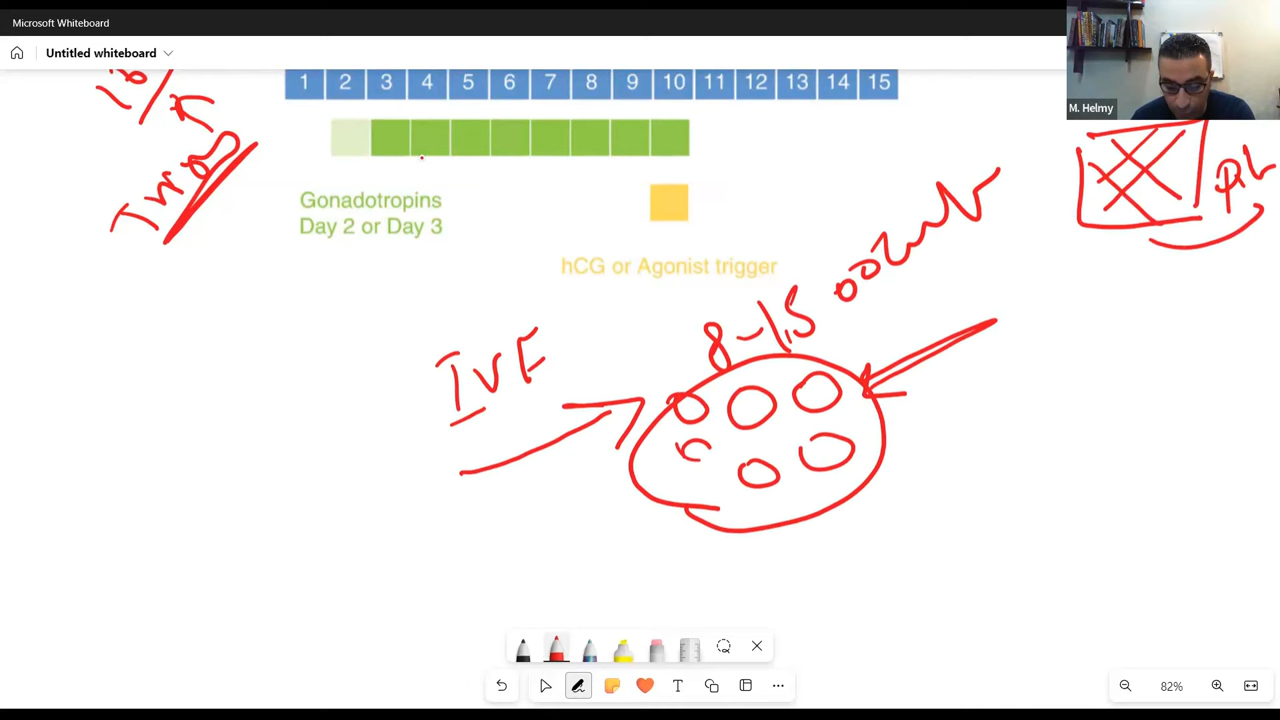 Microsoft Whiteboard
Untitled whiteboard
M. Helmy
1 2 3 4 5 6 7 8 9 10 11 12 13 14 15
Gonadotropins
Day 2 or Day 3
hCG or Agonist trigger
8-15
IVF
82%